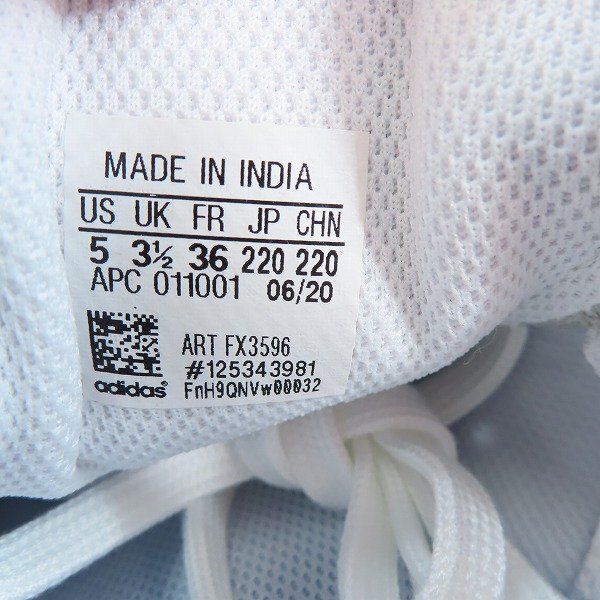 MADE IN INDIA
US UK FR JP CHN
5 3½ 36 220 220
APC 011001 06/20
ART FX3596
#125343981
adidas® FnH9QNVw00032